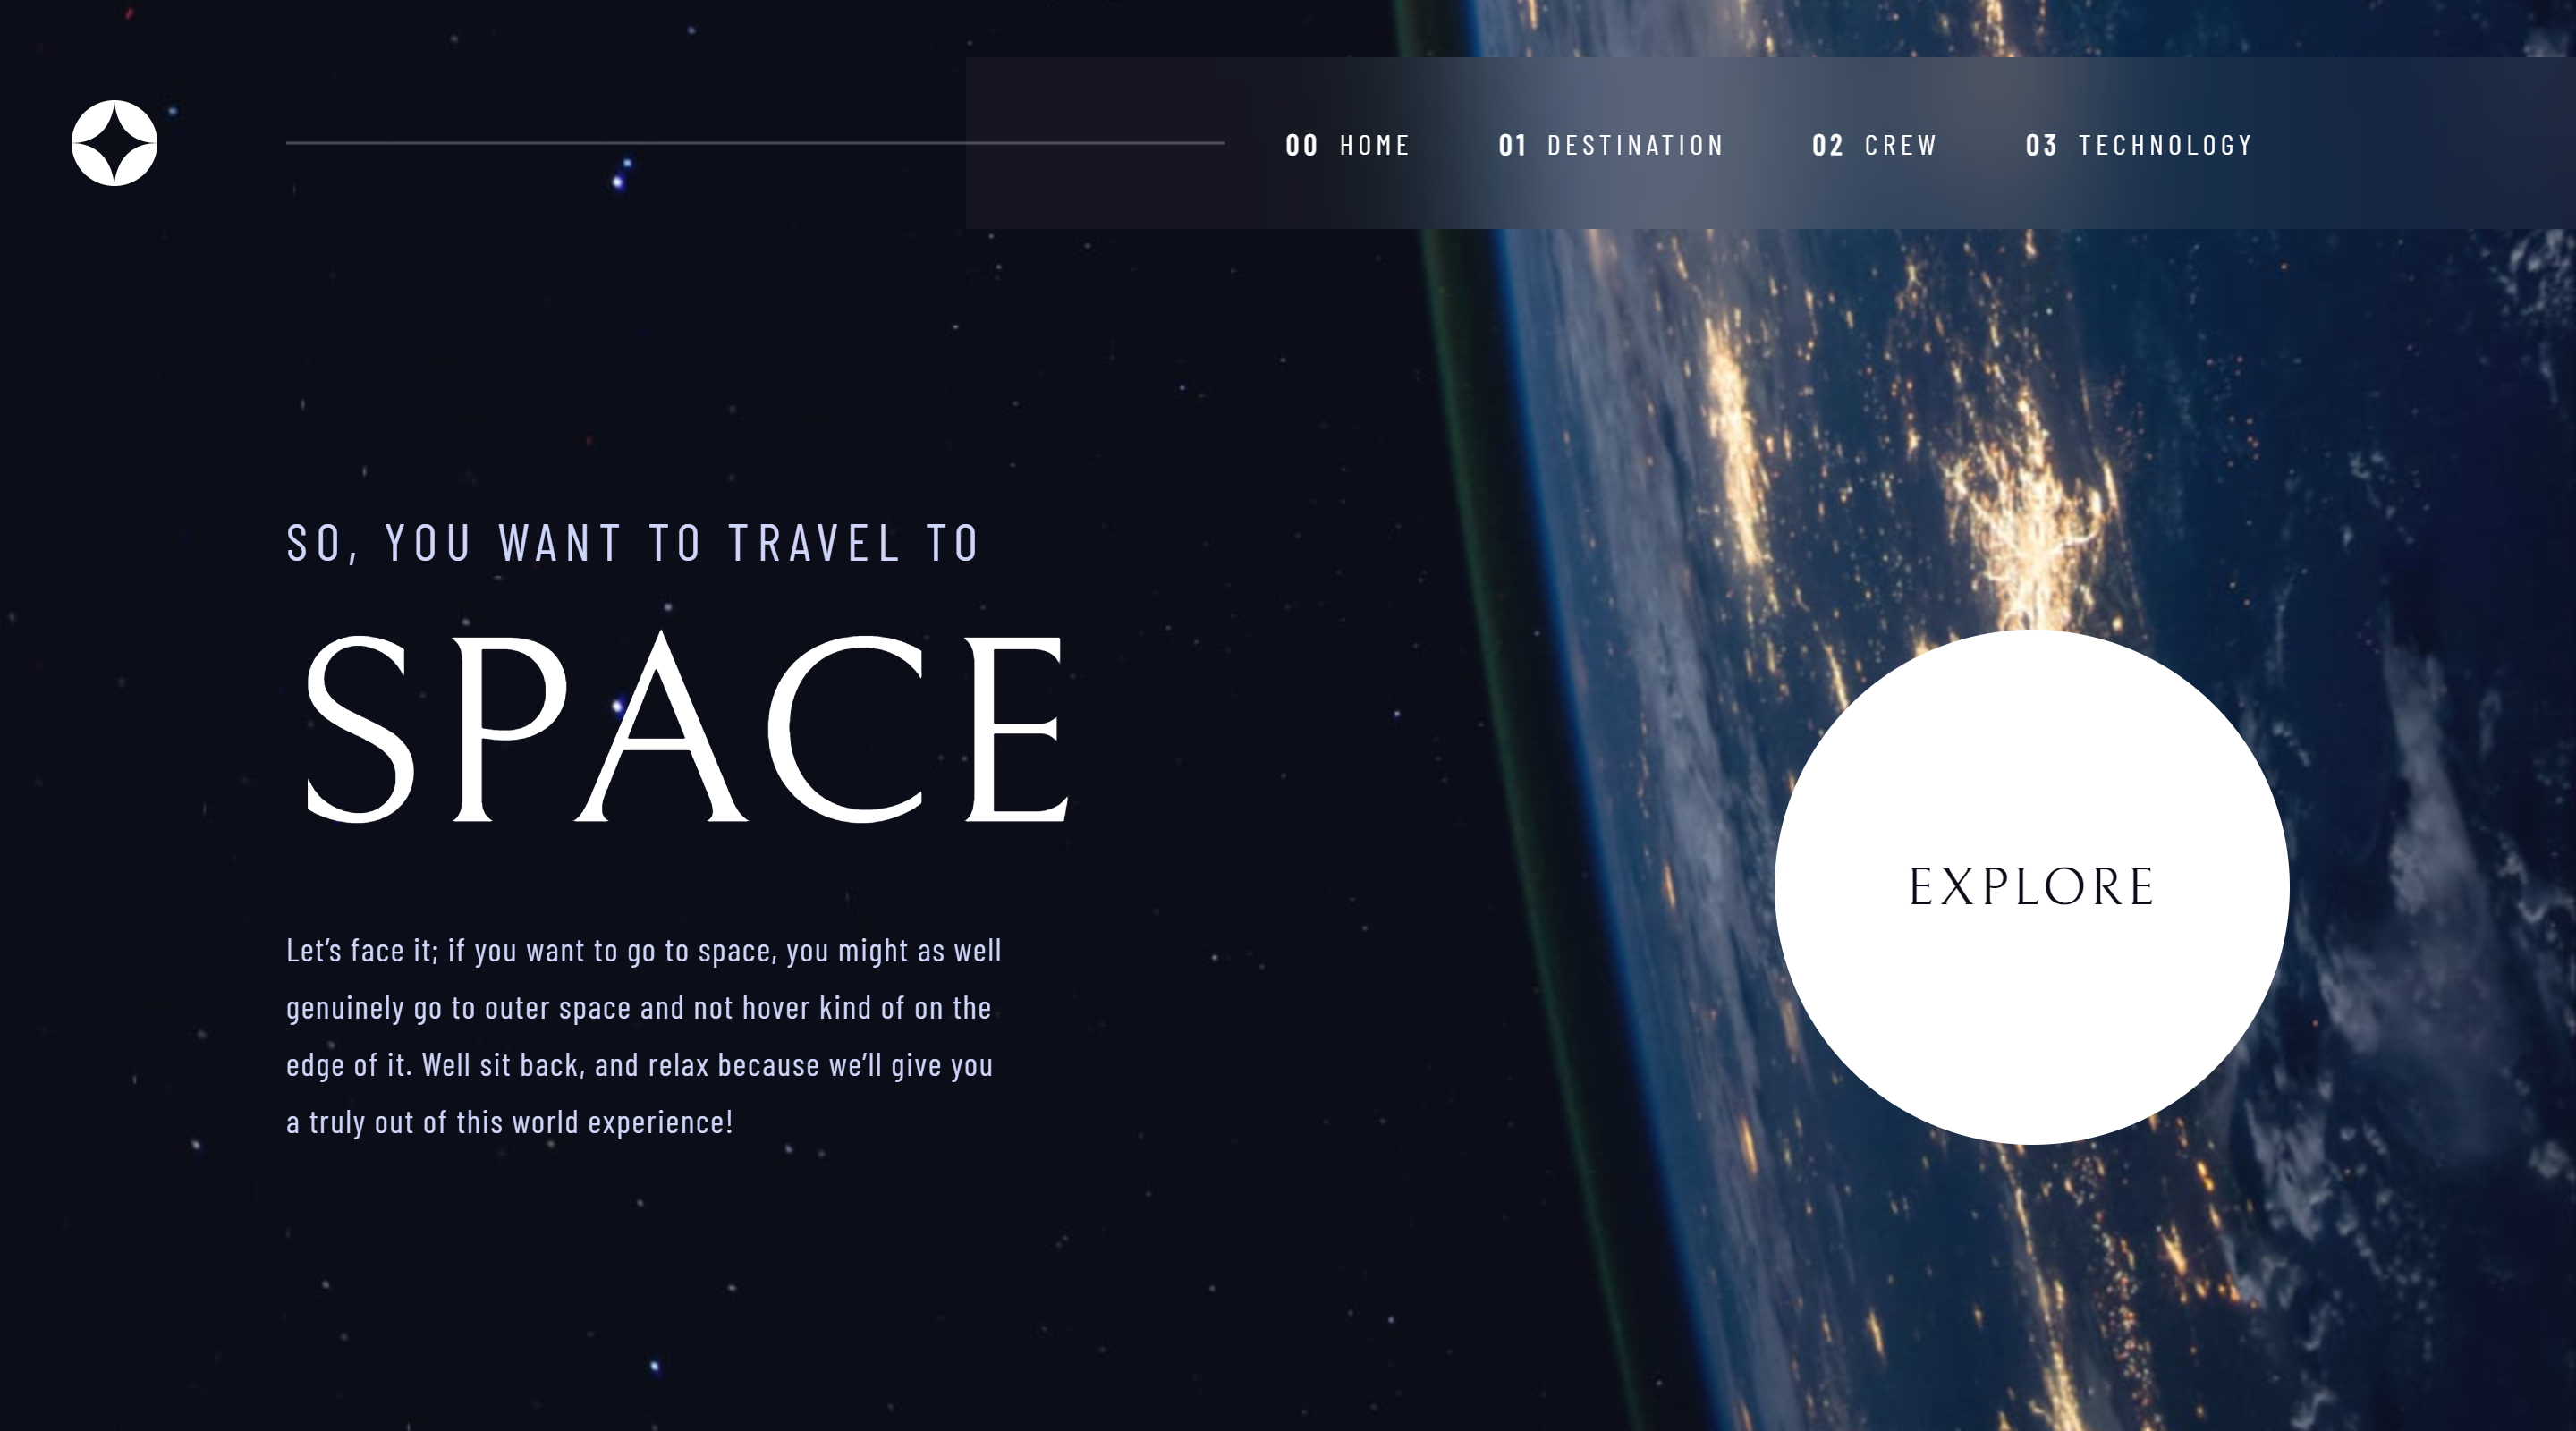 00 HOME 01 DESTINATION 02 CREW 03 TECHNOLOGY
SO, YOU WANT TO TRAVEL TO
SPACE
Let’s face it; if you want to go to space, you might as well
genuinely go to outer space and not hover kind of on the
edge of it. Well sit back, and relax because we’ll give you
a truly out of this world experience!
EXPLORE